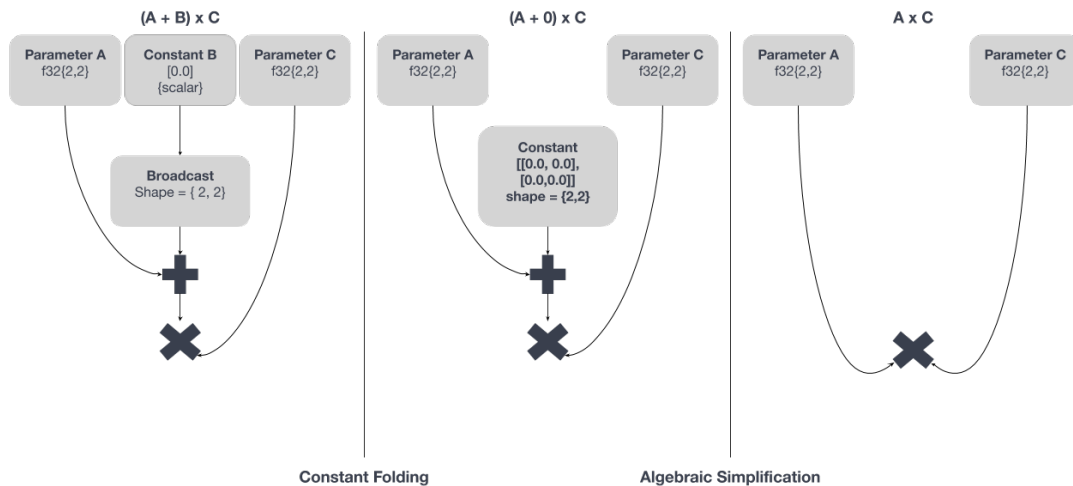 (A + B) x C
Parameter A
f32{2,2}
Constant B
[0.0]
{scalar}
Parameter C
f32{2,2}
Broadcast
Shape = { 2, 2}
(A + 0) x C
Parameter A
f32{2,2}
Parameter C
f32{2,2}
Constant
[[0.0, 0.0],
[0.0,0.0]]
shape = {2,2}
A x C
Parameter A
f32{2,2}
Parameter C
f32{2,2}
Constant Folding
Algebraic Simplification